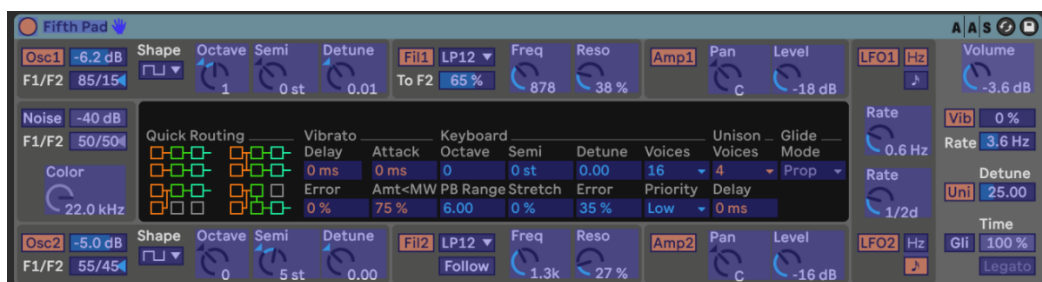 Fifth Pad A|A|S
Osc1 -6.2 dB Shape Octave Semi Detune Fil1 LP12 Freq Reso Amp1 Pan Level LFO1 Hz Volume
F1/F2 85/15 1 0 st 0.01 To F2 65 % 878 38 % C -18 dB -3.6 dB
Noise -40 dB Rate Vib 0 %
F1/F2 50/50 Quick Routing Vibrato Keyboard Unison Glide 0.6 Hz Rate 3.6 Hz
Delay Attack Octave Semi Detune Voices Voices Mode
Color 0 ms 0 ms 0 0 st 0.00 16 4 Prop Rate Detune
Error Amt<MW PB Range Stretch Error Priority Delay Uni 25.00
22.0 kHz 0 % 75 % 6.00 0 % 35 % Low 0 ms 1/2d
Time
Osc2 -5.0 dB Shape Octave Semi Detune Fil2 LP12 Freq Reso Amp2 Pan Level LFO2 Hz Gli 100 %
F1/F2 55/45 0 5 st 0.00 Follow 1.3k 27 % C -16 dB Legato